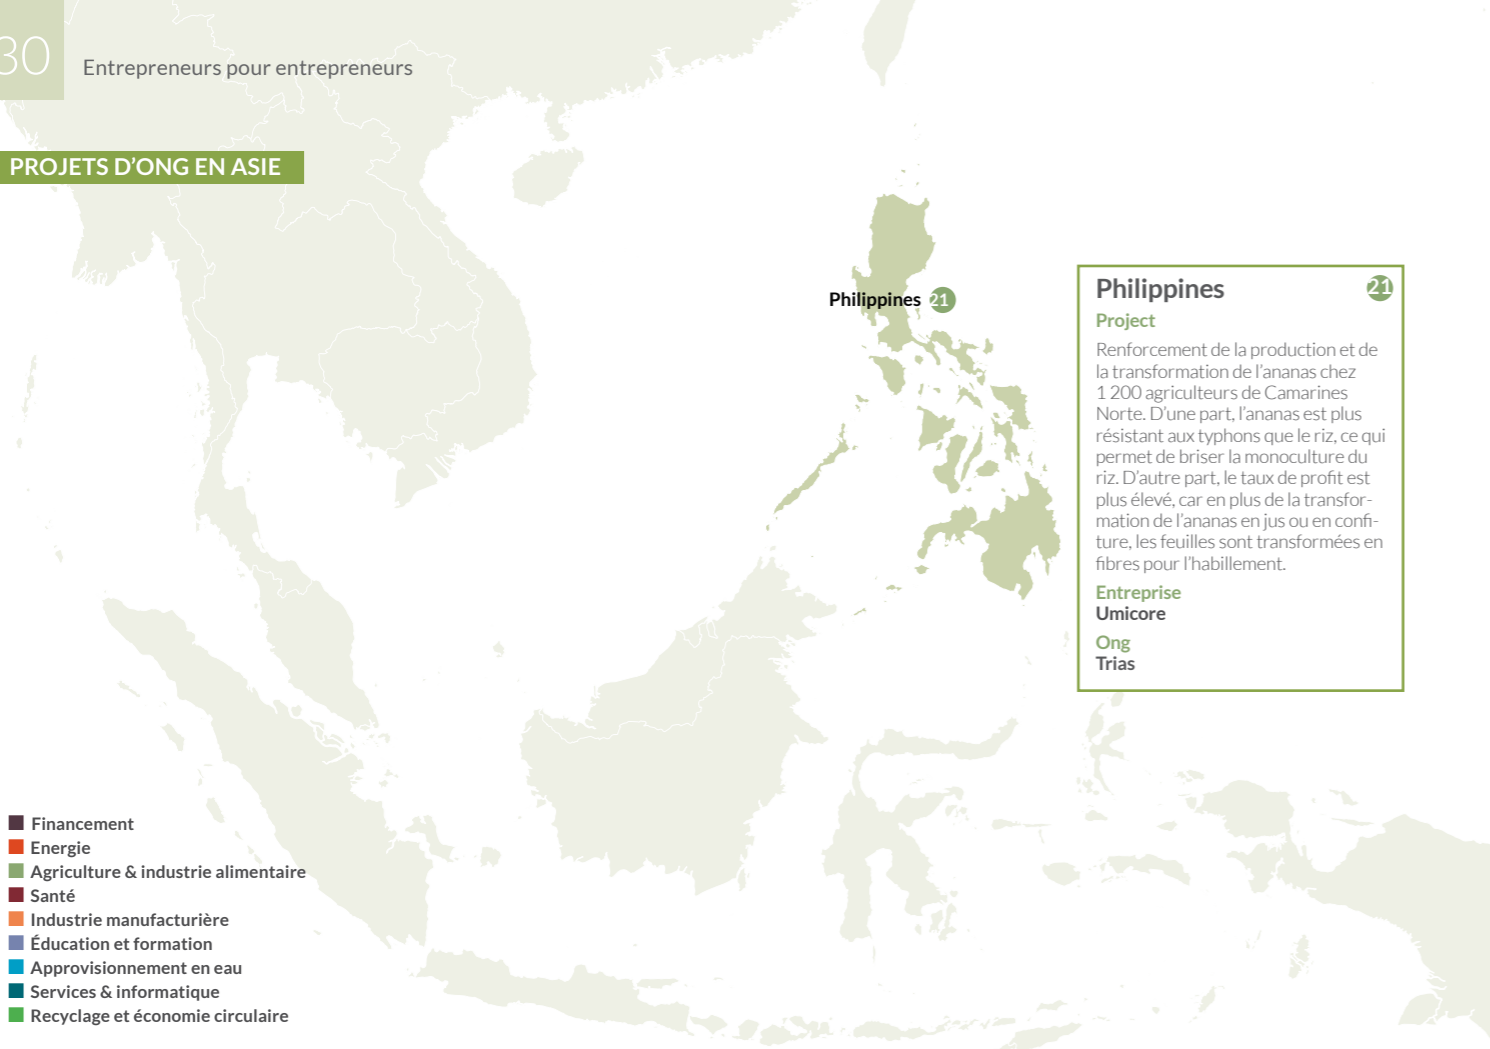 30
Entrepreneurs pour entrepreneurs
PROJETS D’ONG EN ASIE
Philippines 21
Philippines 21
Project
Renforcement de la production et de
la transformation de l’ananas chez
1 200 agriculteurs de Camarines
Norte. D’une part, l’ananas est plus
résistant aux typhons que le riz, ce qui
permet de briser la monoculture du
riz. D’autre part, le taux de profit est
plus élevé, car en plus de la transfor-
mation de l’ananas en jus ou en confi-
ture, les feuilles sont transformées en
fibres pour l’habillement.
Entreprise
Umicore
Ong
Trias
Financement
Energie
Agriculture & industrie alimentaire
Santé
Industrie manufacturière
Éducation et formation
Approvisionnement en eau
Services & informatique
Recyclage et économie circulaire